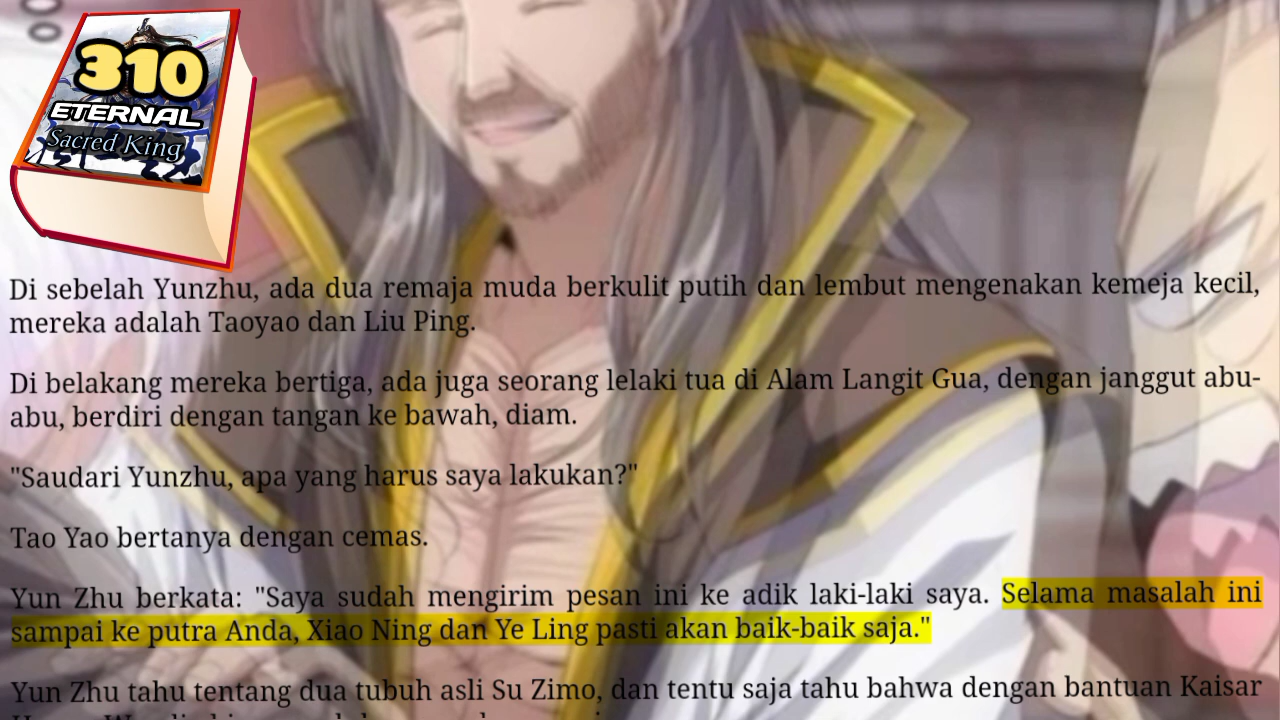 310
ETERNAL
Sacred King
Di sebelah Yunzhu, ada dua remaja muda berkulit putih dan lembut mengenakan kemeja kecil,
mereka adalah Taoyao dan Liu Ping.
Di belakang mereka bertiga, ada juga seorang lelaki tua di Alam Langit Gua, dengan janggut abu-
abu, berdiri dengan tangan ke bawah, diam.
"Saudari Yunzhu, apa yang harus saya lakukan?"
Tao Yao bertanya dengan cemas.
Yun Zhu berkata: "Saya sudah mengirim pesan ini ke adik laki-laki saya. Selama masalah ini
sampai ke putra Anda, Xiao Ning dan Ye Ling pasti akan baik-baik saja."
Yun Zhu tahu tentang dua tubuh asli Su Zimo, dan tentu saja tahu bahwa dengan bantuan Kaisar